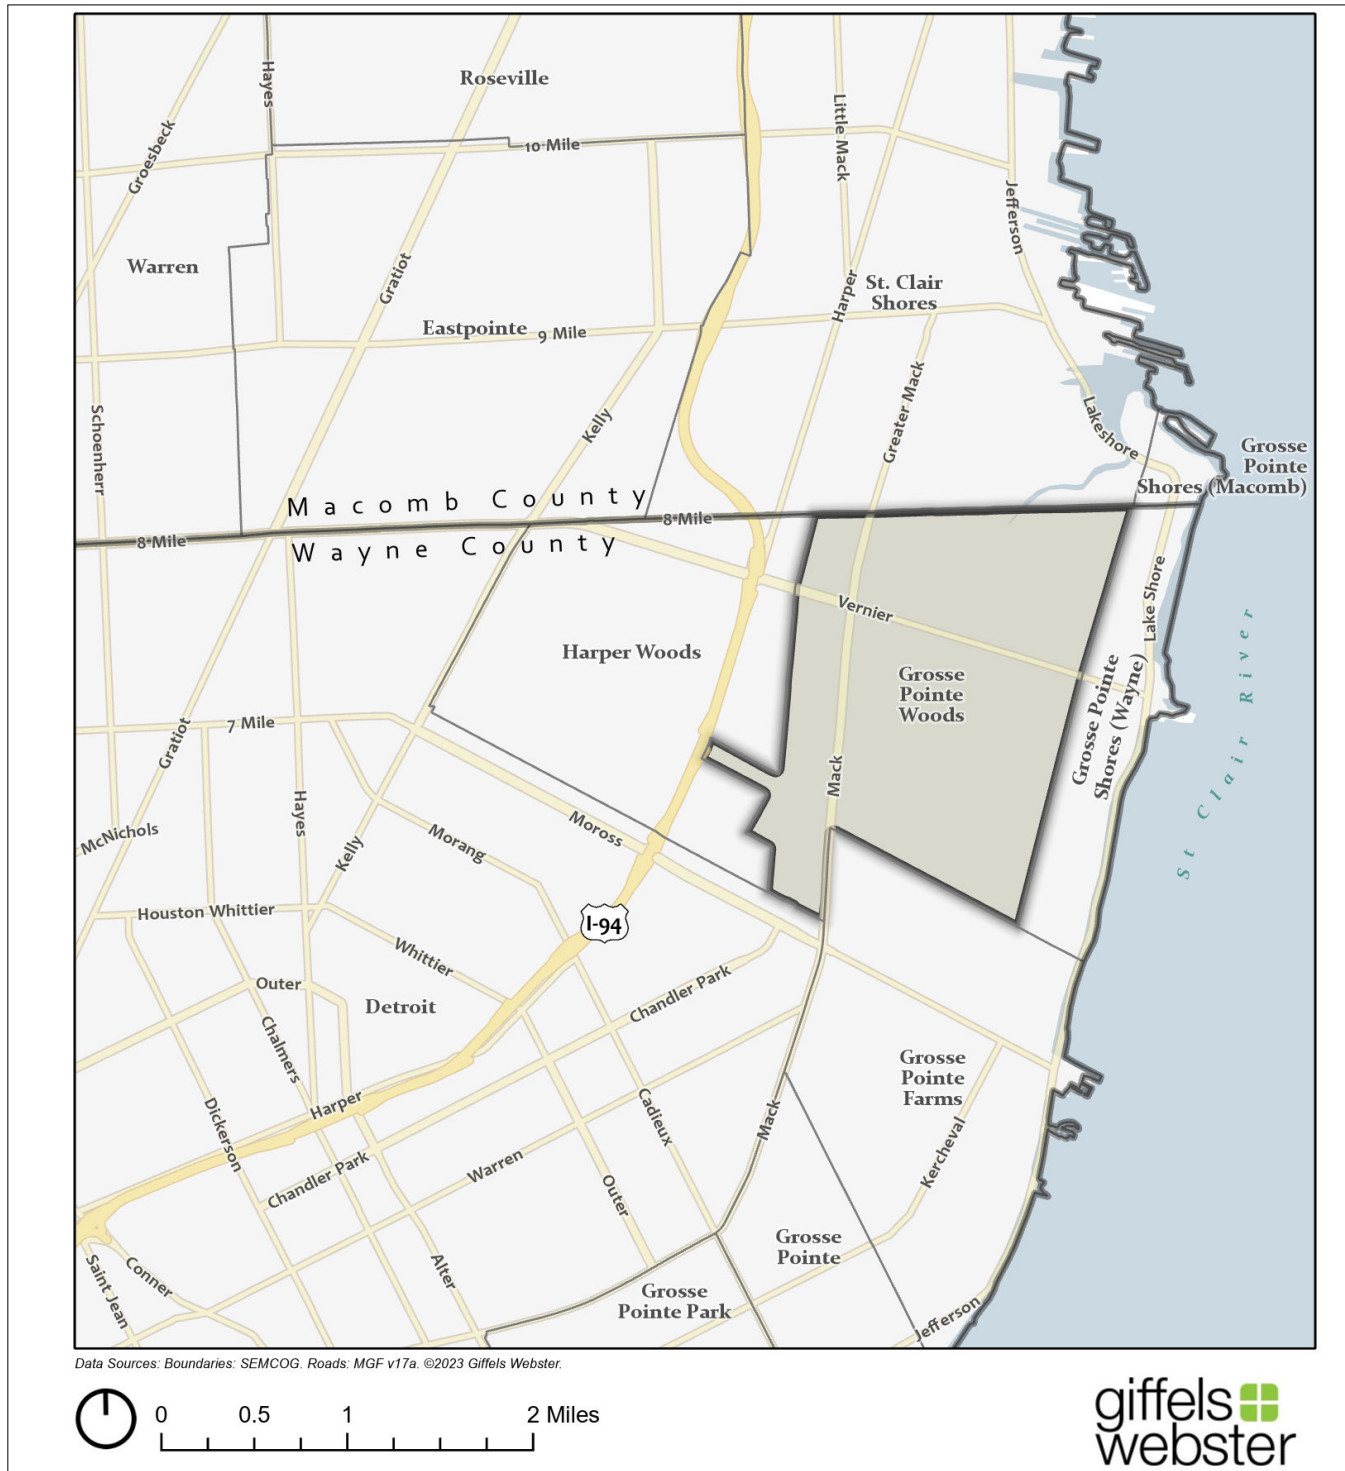 Roseville
Hayes
Groesbeck
Little Mack
10 Mile
Jefferson
Warren
Gratiot
Harper
St. Clair
Shores
Eastpointe
9 Mile
Greater Mack
Schoenherr
Kelly
Lakeshore
Grosse
Pointe
Shores (Macomb)
Macomb County
8 Mile
8 Mile
Wayne County
Lake Shore
Vernier
Harper Woods
Grosse
Pointe
Woods
Grosse Pointe
Shores (Wayne)
St Clair River
7 Mile
Gratiot
Mack
Hayes
McNichols
Kelly
Morang
Moross
Houston Whittier
I-94
Whittier
Outer
Detroit
Chandler Park
Chalmers
Grosse
Pointe
Farms
Harper
Dickerson
Cadieux
Mack
Kercheval
Chandler Park
Warren
Outer
Grosse
Pointe
Saint Jean
Conner
Alter
Grosse
Pointe Park
Jefferson
Data Sources: Boundaries: SEMCOG. Roads: MGF v17a. ©2023 Giffels Webster.
0 0.5 1 2 Miles
giffels
webster